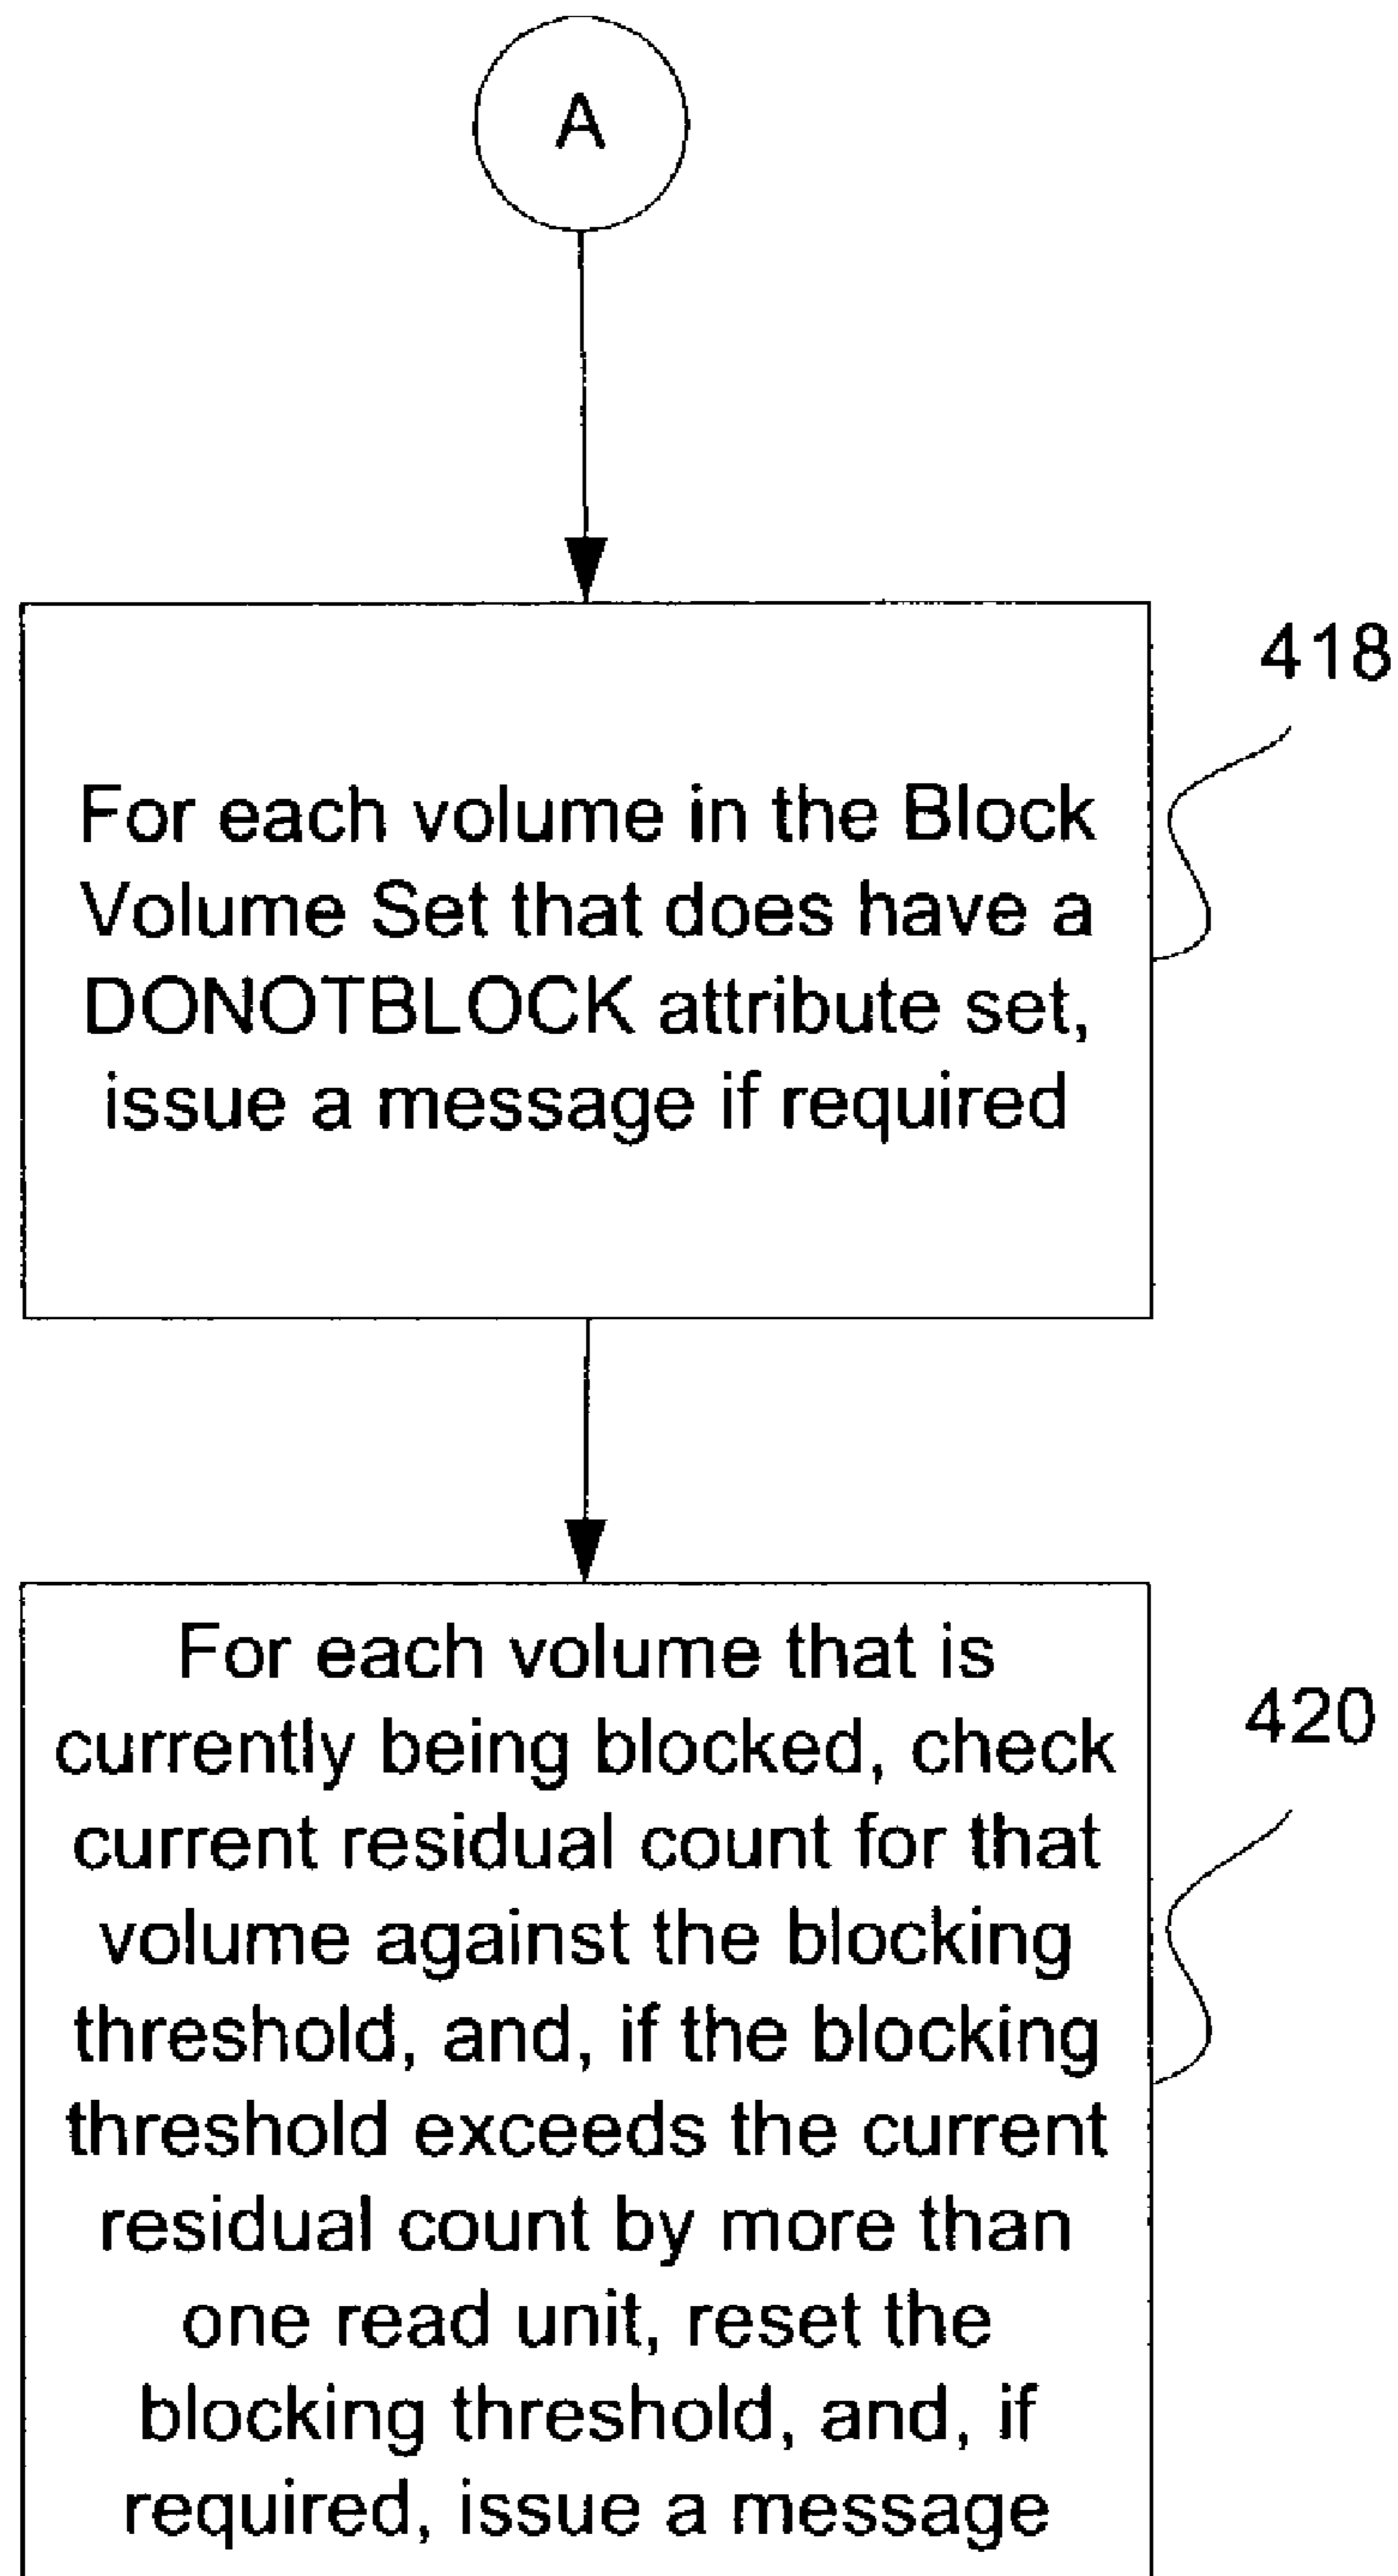 A
418
For each volume in the Block
Volume Set that does have a
DONOTBLOCK attribute set,
issue a message if required
420
For each volume that is
currently being blocked, check
current residual count for that
volume against the blocking
threshold, and, if the blocking
threshold exceeds the current
residual count by more than
one read unit, reset the
blocking threshold, and, if
required, issue a message